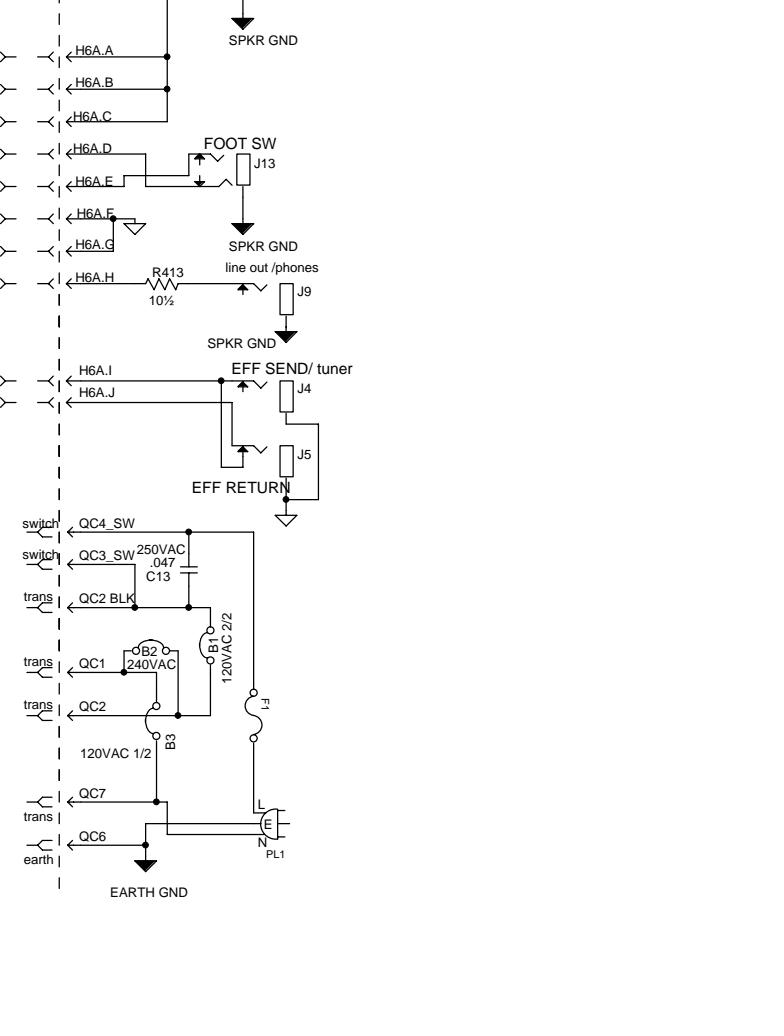 SPKR GND
H6A.A
H6A.B
H6A.C
H6A.D
FOOT SW
J13
H6A.E
H6A.F
H6A.G
SPKR GND
line out /phones
H6A.H
R413
10½
J9
SPKR GND
H6A.I
EFF SEND/ tuner
J4
H6A.J
J5
EFF RETURN
switch
QC4_SW
switch
QC3_SW
250VAC
.047
C13
trans
QC2 BLK
B1
120VAC 2/2
trans
QC1
B2
240VAC
trans
QC2
F1
B3
120VAC 1/2
QC7
trans
L
E
N
PL1
QC6
earth
EARTH GND